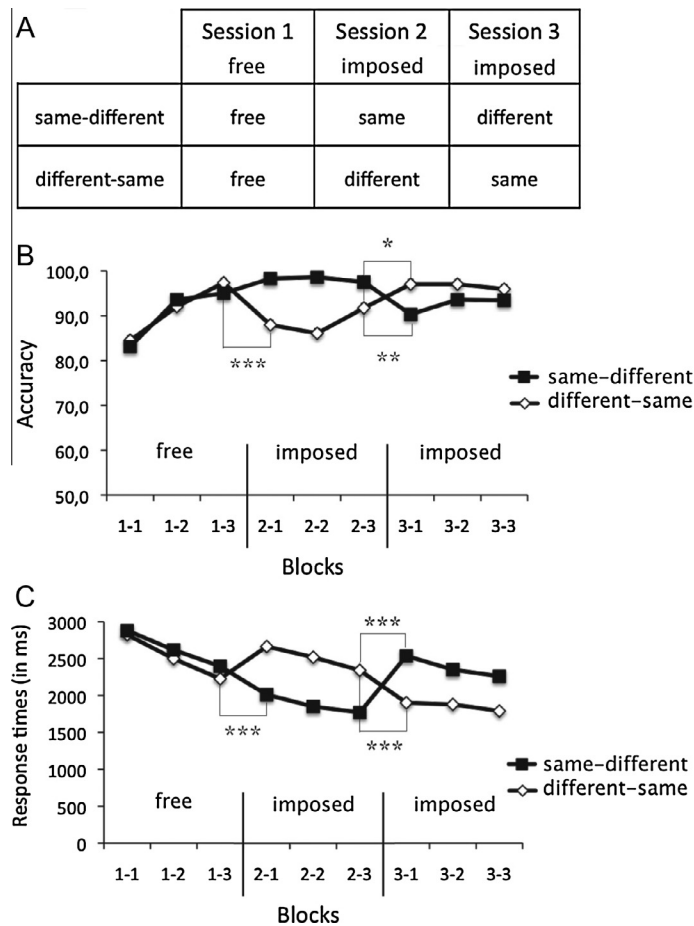 A
Session 1 Session 2 Session 3
free imposed imposed
same-different free same different
different-same free different same
B
100,0
90,0
80,0
70,0
60,0
50,0
Accuracy
*
***
**
same–different
different–same
free imposed imposed
1-1 1-2 1-3 2-1 2-2 2-3 3-1 3-2 3-3
Blocks
C
3000
2500
2000
1500
1000
500
0
Response times (in ms)
***
***
***
same–different
different–same
free imposed imposed
1-1 1-2 1-3 2-1 2-2 2-3 3-1 3-2 3-3
Blocks